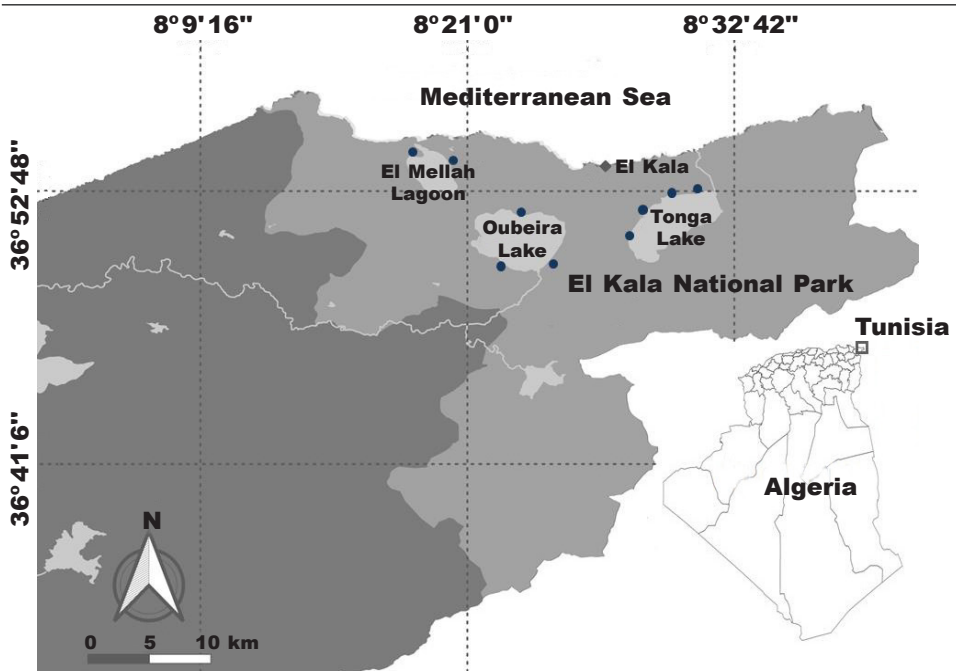 8°9'16" 8°21'0" 8°32'42"
Mediterranean Sea
36°52'48"
El Kala
El Mellah
Lagoon
Oubeira
Lake
Tonga
Lake
El Kala National Park
Tunisia
36°41'6"
Algeria
N
0 5 10 km